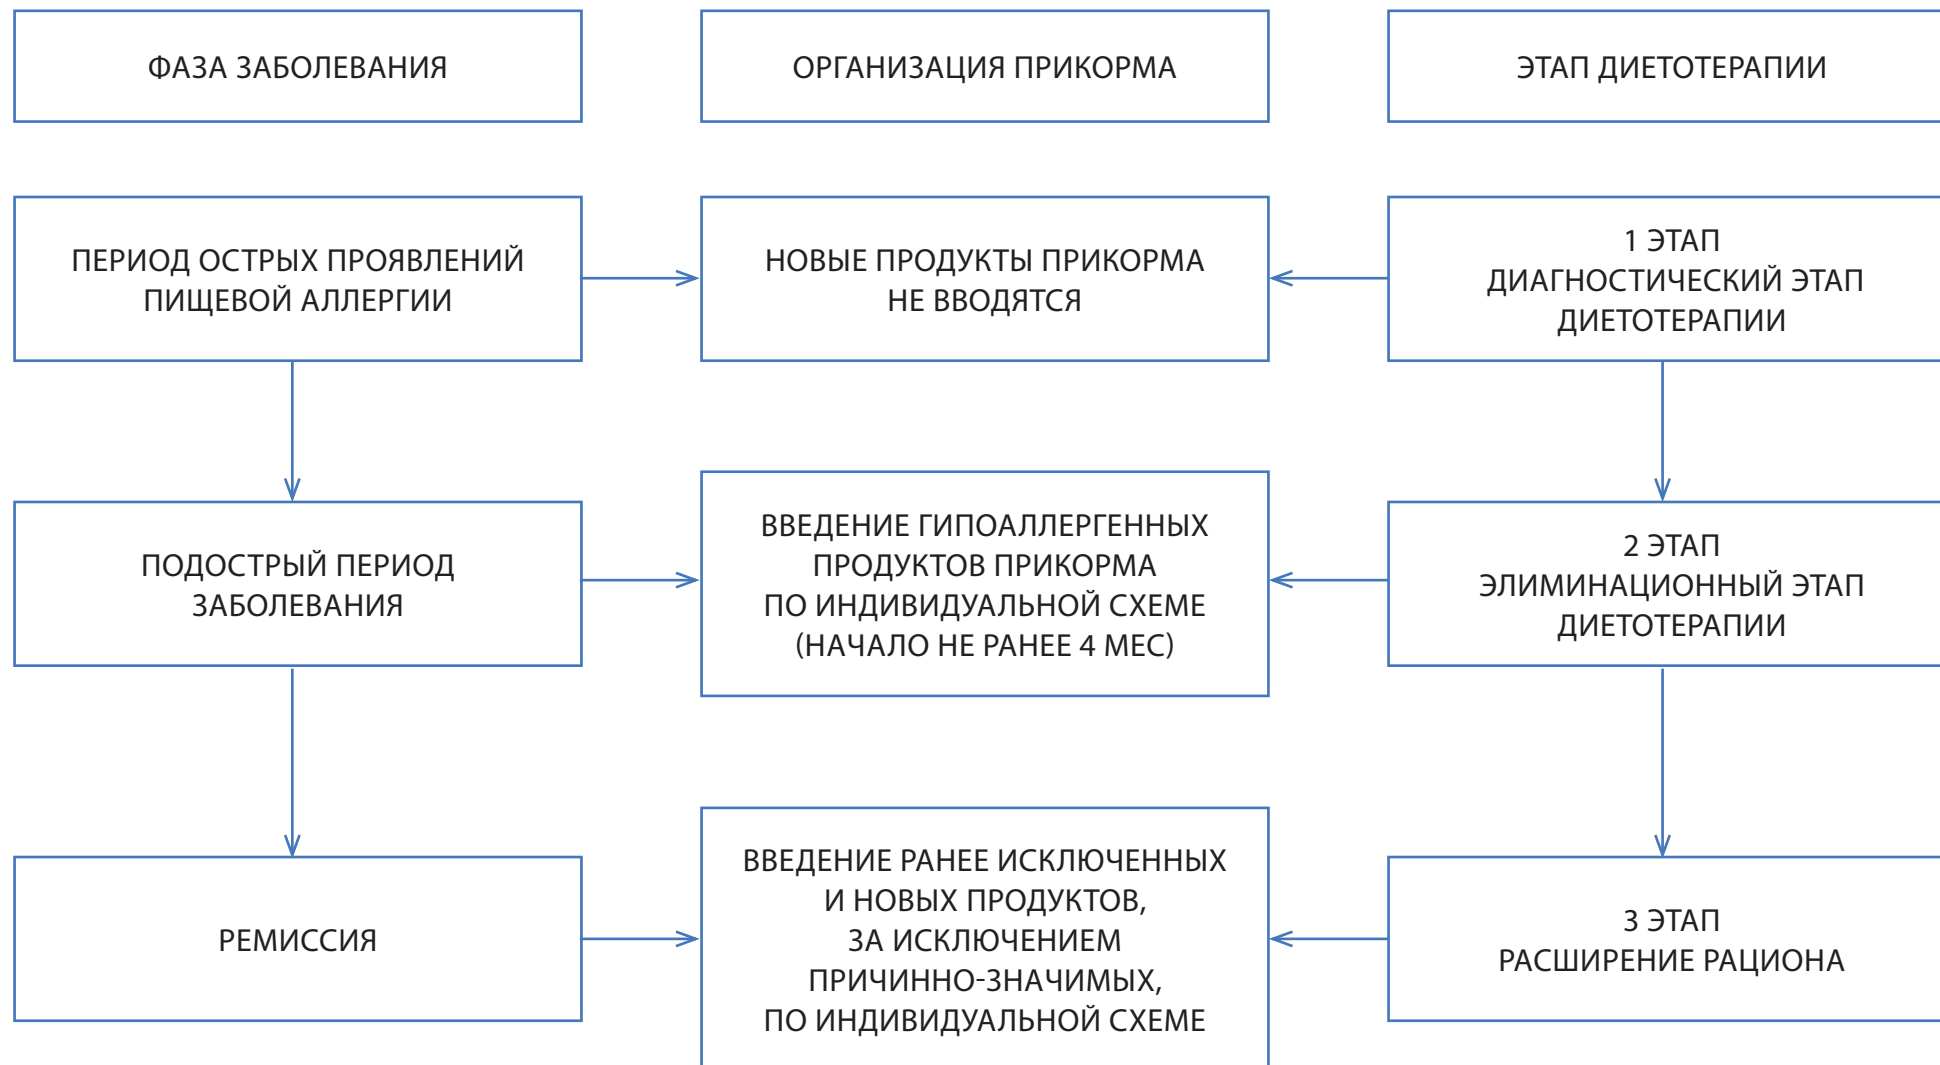 ФАЗА ЗАБОЛЕВАНИЯ
ОРГАНИЗАЦИЯ ПРИКОРМА
ЭТАП ДИЕТОТЕРАПИИ
ПЕРИОД ОСТРЫХ ПРОЯВЛЕНИЙ
ПИЩЕВОЙ АЛЛЕРГИИ
НОВЫЕ ПРОДУКТЫ ПРИКОРМА
НЕ ВВОДЯТСЯ
1 ЭТАП
ДИАГНОСТИЧЕСКИЙ ЭТАП
ДИЕТОТЕРАПИИ
ПОДОСТРЫЙ ПЕРИОД
ЗАБОЛЕВАНИЯ
ВВЕДЕНИЕ ГИПОАЛЛЕРГЕННЫХ
ПРОДУКТОВ ПРИКОРМА
ПО ИНДИВИДУАЛЬНОЙ СХЕМЕ
(НАЧАЛО НЕ РАНЕЕ 4 МЕС)
2 ЭТАП
ЭЛИМИНАЦИОННЫЙ ЭТАП
ДИЕТОТЕРАПИИ
РЕМИССИЯ
ВВЕДЕНИЕ РАНЕЕ ИСКЛЮЧЕННЫХ
И НОВЫХ ПРОДУКТОВ,
ЗА ИСКЛЮЧЕНИЕМ
ПРИЧИННО-ЗНАЧИМЫХ,
ПО ИНДИВИДУАЛЬНОЙ СХЕМЕ
3 ЭТАП
РАСШИРЕНИЕ РАЦИОНА